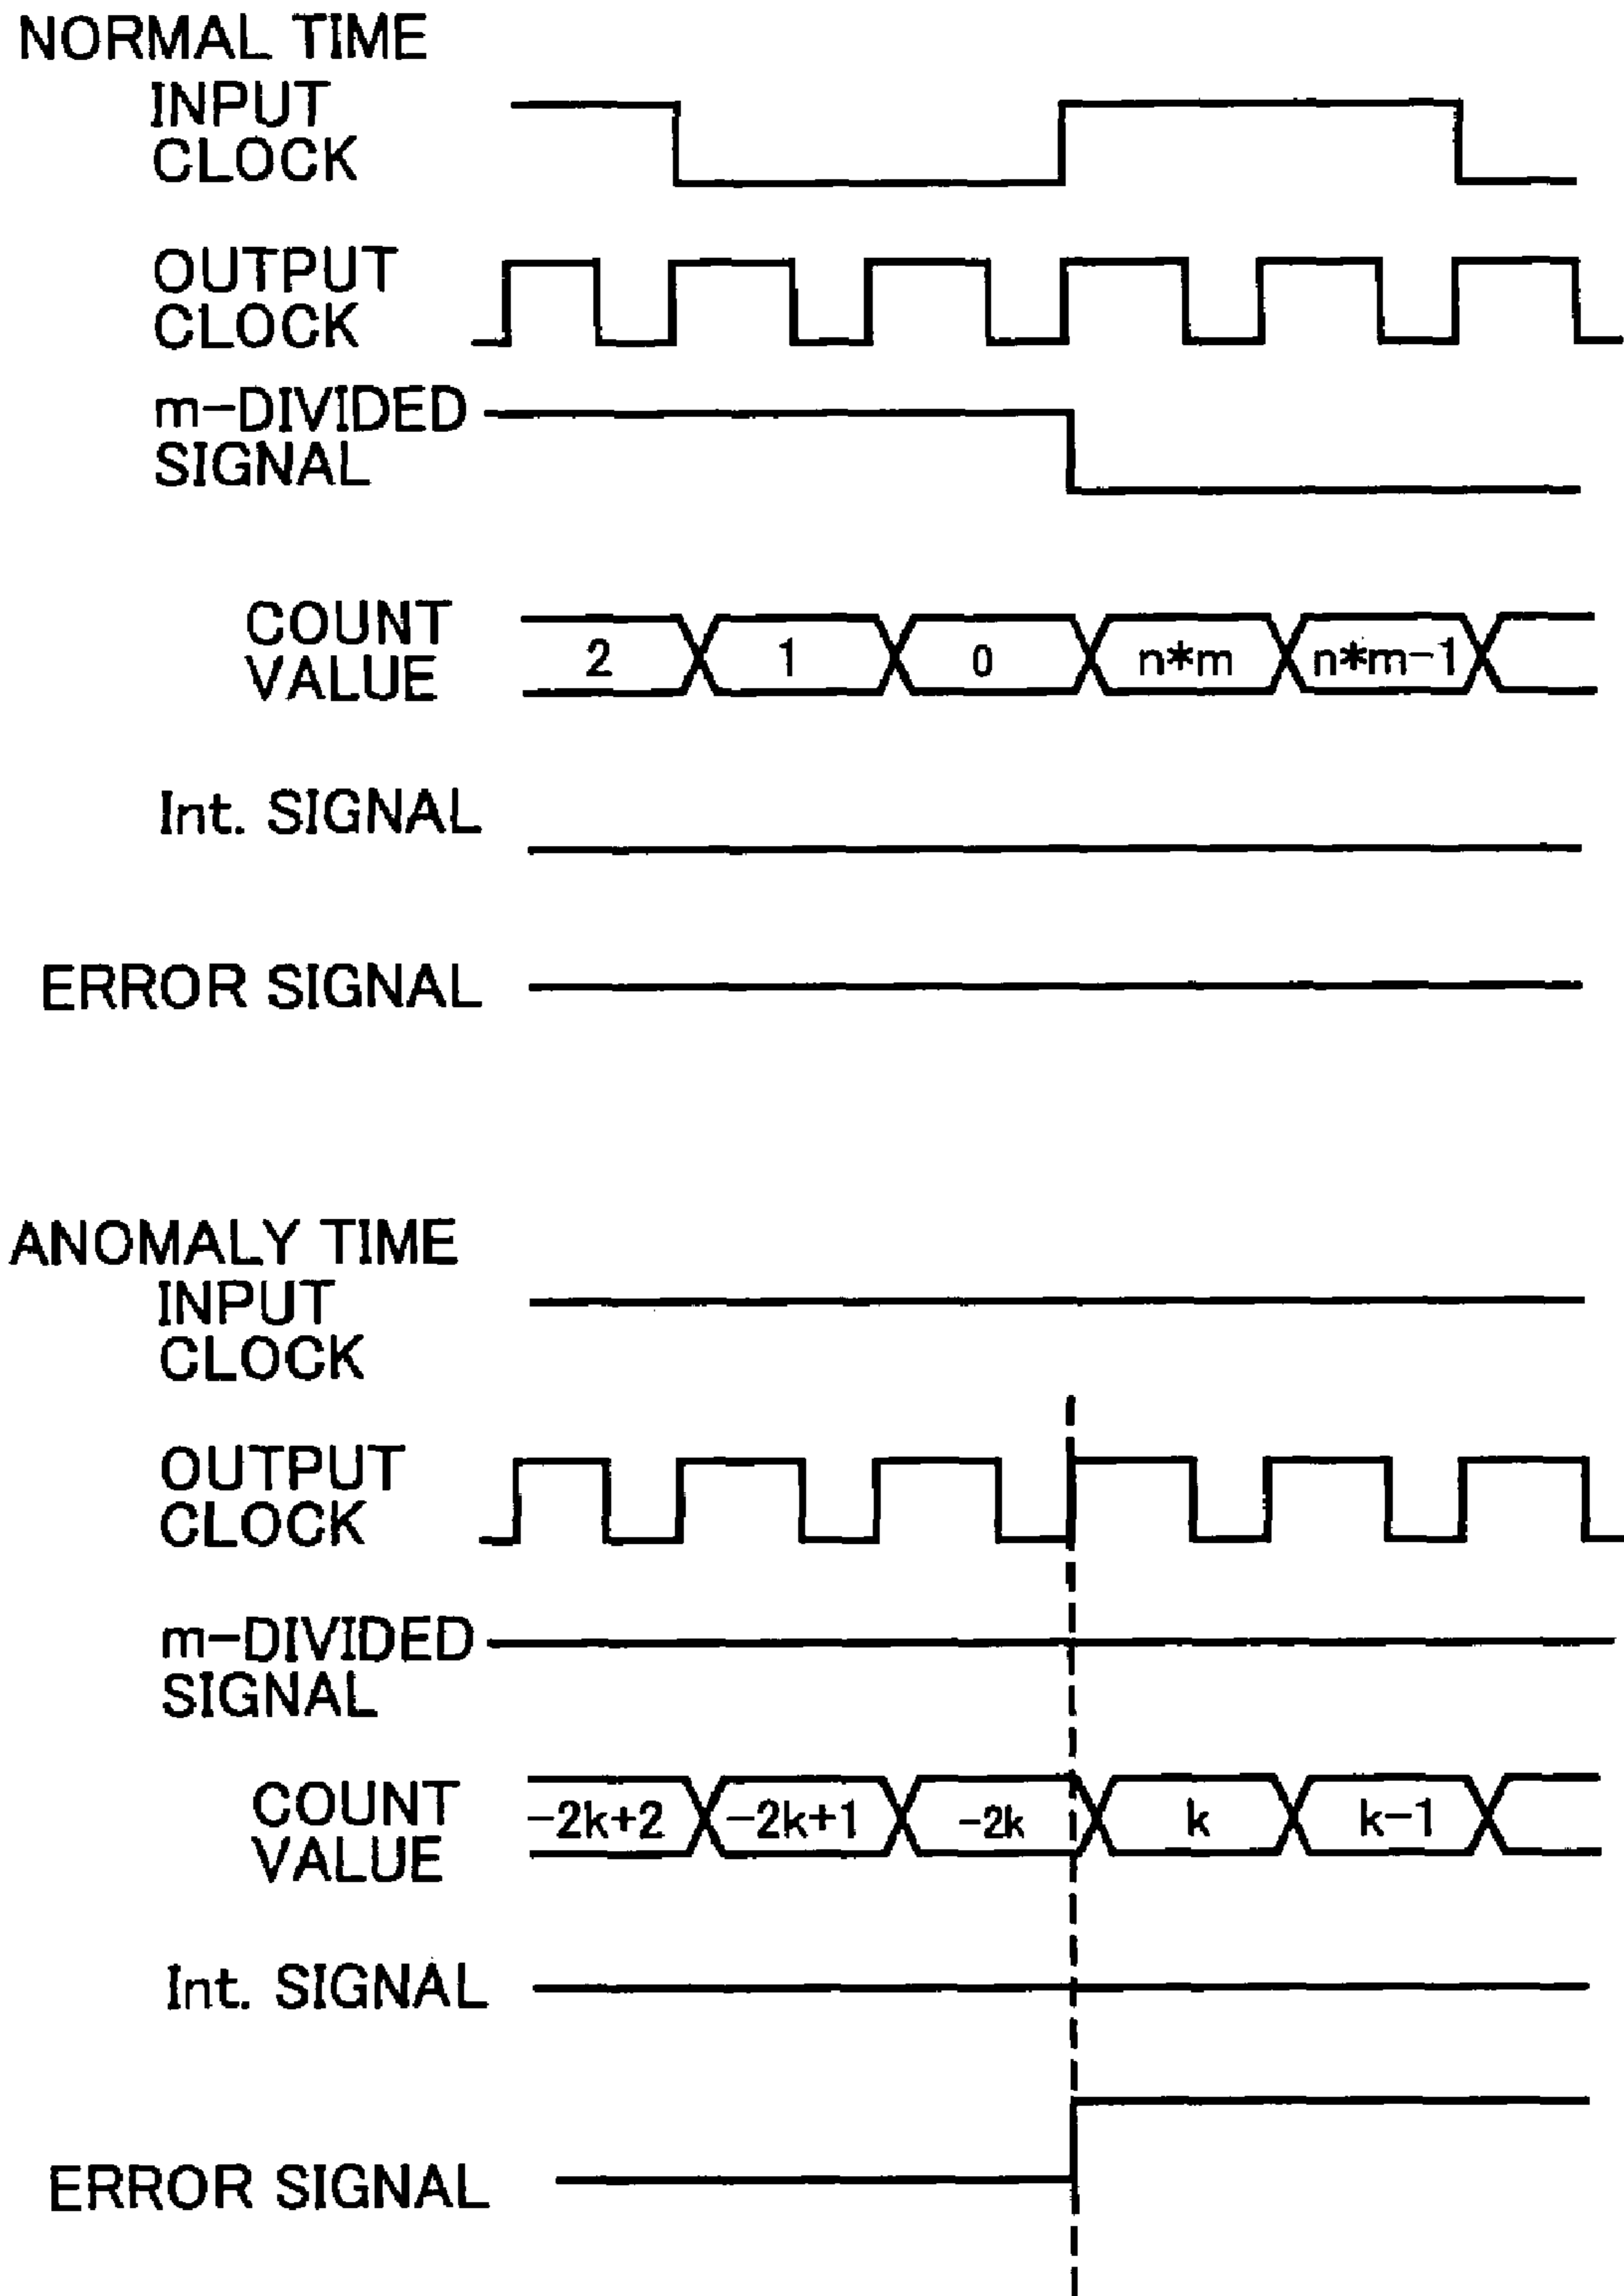 NORMAL TIME
INPUT
CLOCK
OUTPUT
CLOCK
m-DIVIDED
SIGNAL
COUNT
VALUE
2 1 0 n*m n*m-1
Int. SIGNAL
ERROR SIGNAL
ANOMALY TIME
INPUT
CLOCK
OUTPUT
CLOCK
m-DIVIDED
SIGNAL
COUNT
VALUE
-2k+2 -2k+1 -2k k k-1
Int. SIGNAL
ERROR SIGNAL